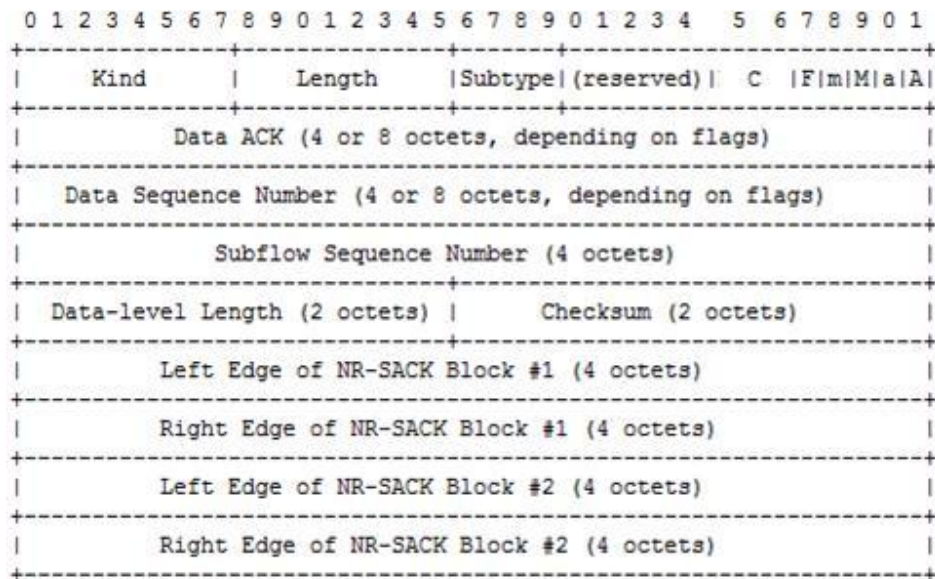 0 1 2 3 4 5 6 7 8 9 0 1 2 3 4 5 6 7 8 9 0 1 2 3 4 5 6 7 8 9 0 1
| Kind | Length |Subtype|(reserved)| C |F|m|M|a|A|
| Data ACK (4 or 8 octets, depending on flags) |
| Data Sequence Number (4 or 8 octets, depending on flags) |
| Subflow Sequence Number (4 octets) |
| Data-level Length (2 octets) | Checksum (2 octets) |
| Left Edge of NR-SACK Block #1 (4 octets) |
| Right Edge of NR-SACK Block #1 (4 octets) |
| Left Edge of NR-SACK Block #2 (4 octets) |
| Right Edge of NR-SACK Block #2 (4 octets) |